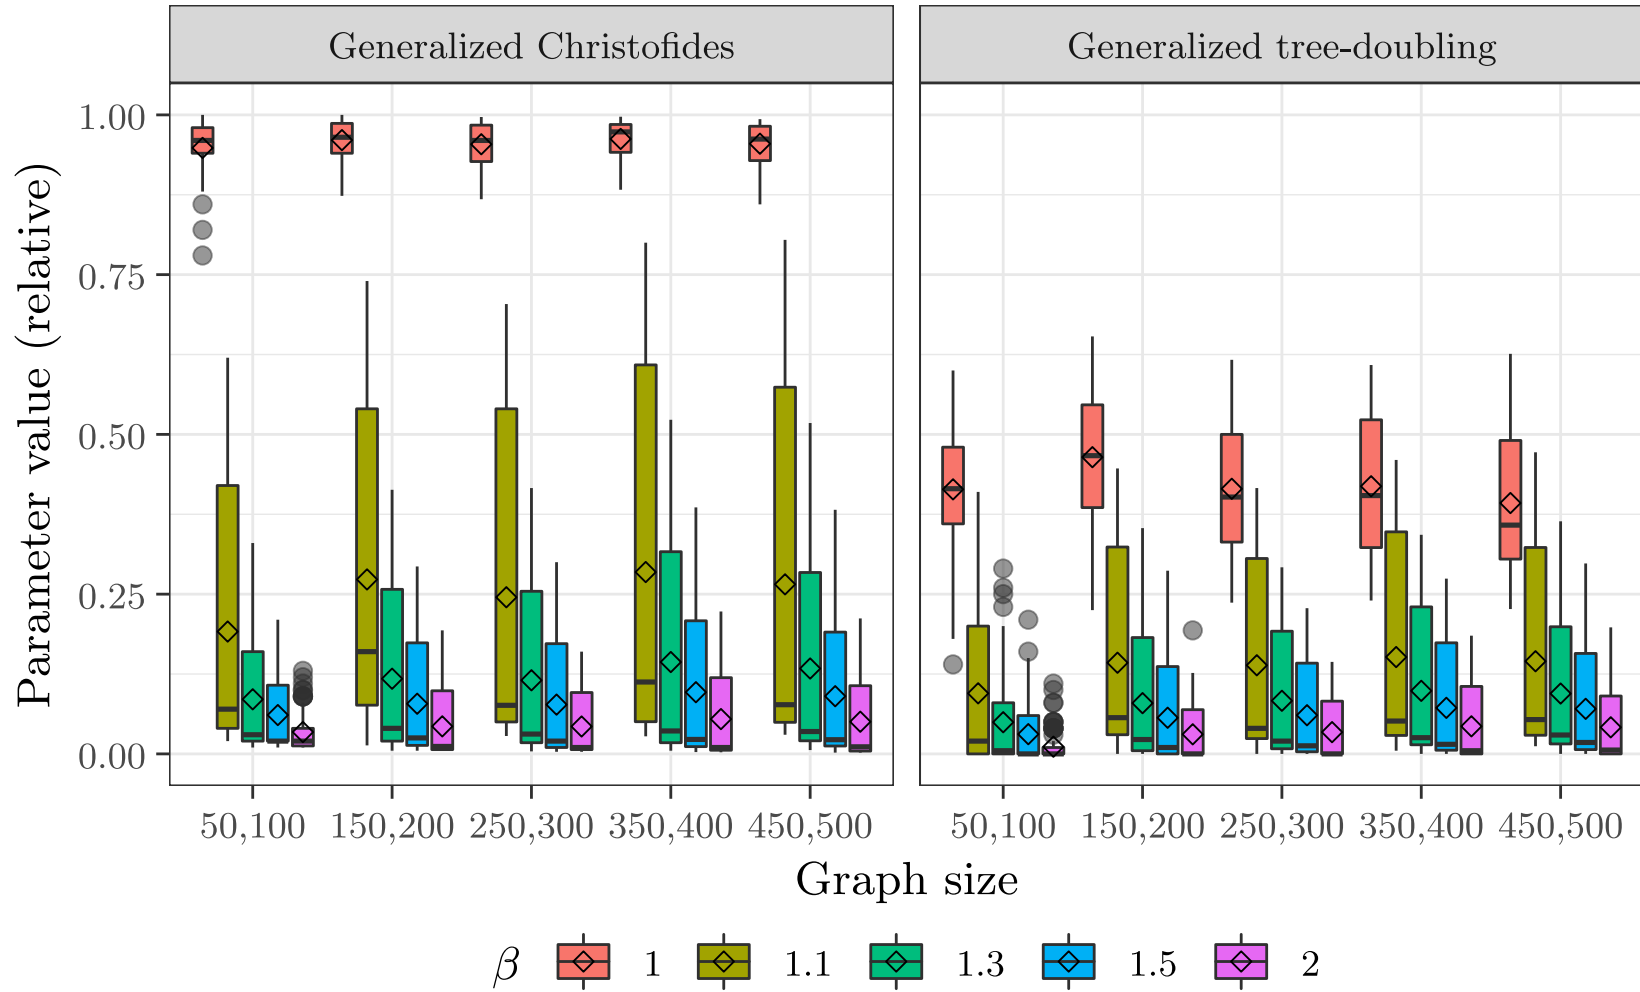 Generalized Christofides
Generalized tree-doubling
Parameter value (relative)
1.00
0.75
0.50
0.25
0.00
50,100 150,200 250,300 350,400 450,500
50,100 150,200 250,300 350,400 450,500
Graph size
β 1 1.1 1.3 1.5 2